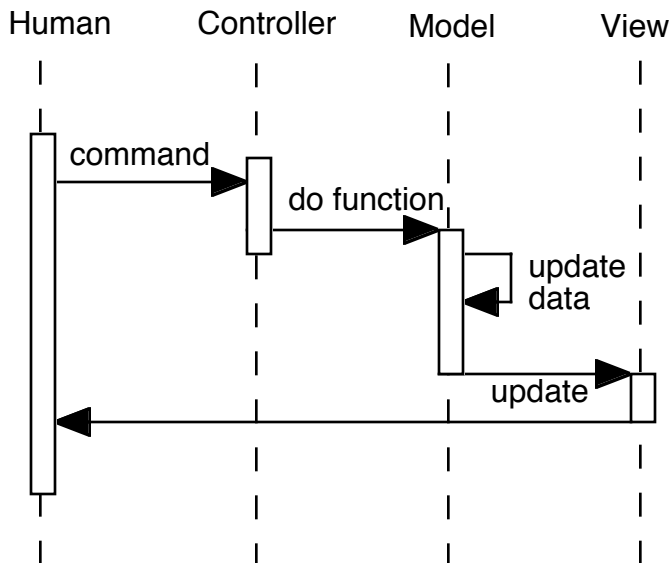 Human Controller Model View
command
do function
update
data
update